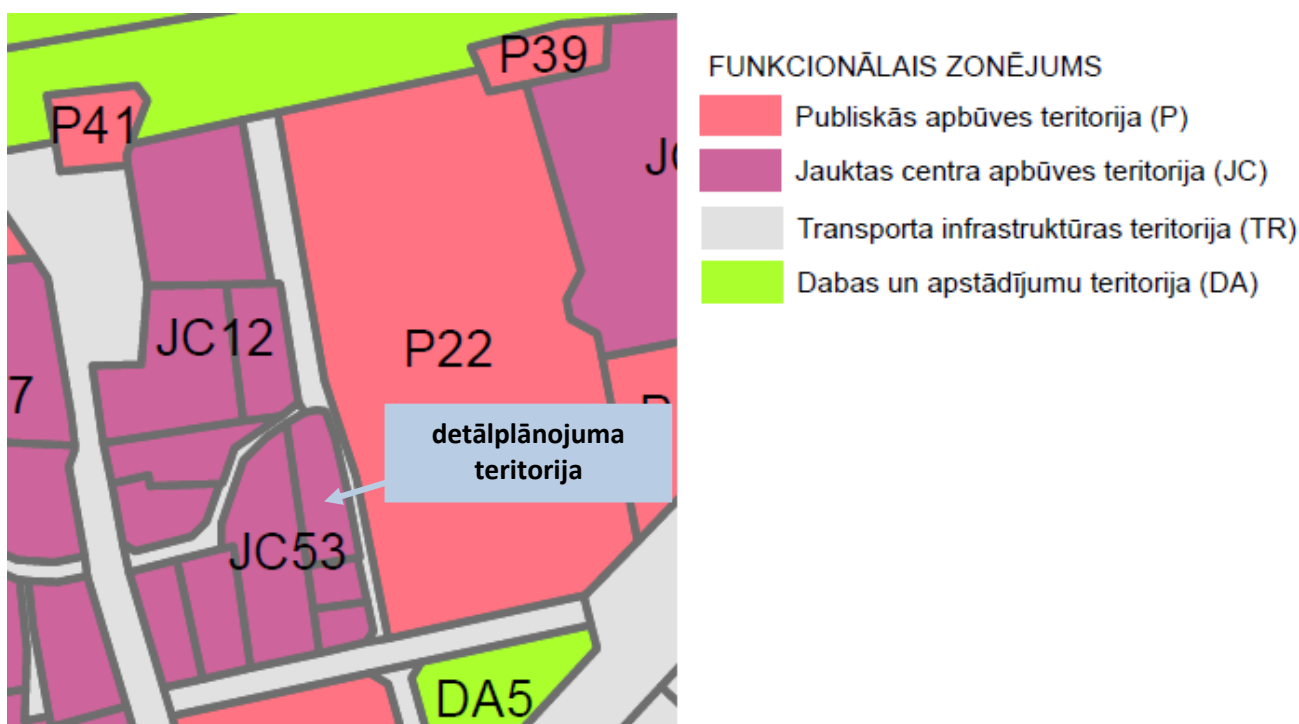 P39
P41
JC12
P22
7
detālplānojuma
teritorija
JC53
DA5
FUNKCIONĀLAIS ZONĒJUMS
Publiskās apbūves teritorija (P)
Jauktas centra apbūves teritorija (JC)
Transporta infrastruktūras teritorija (TR)
Dabas un apstādījumu teritorija (DA)